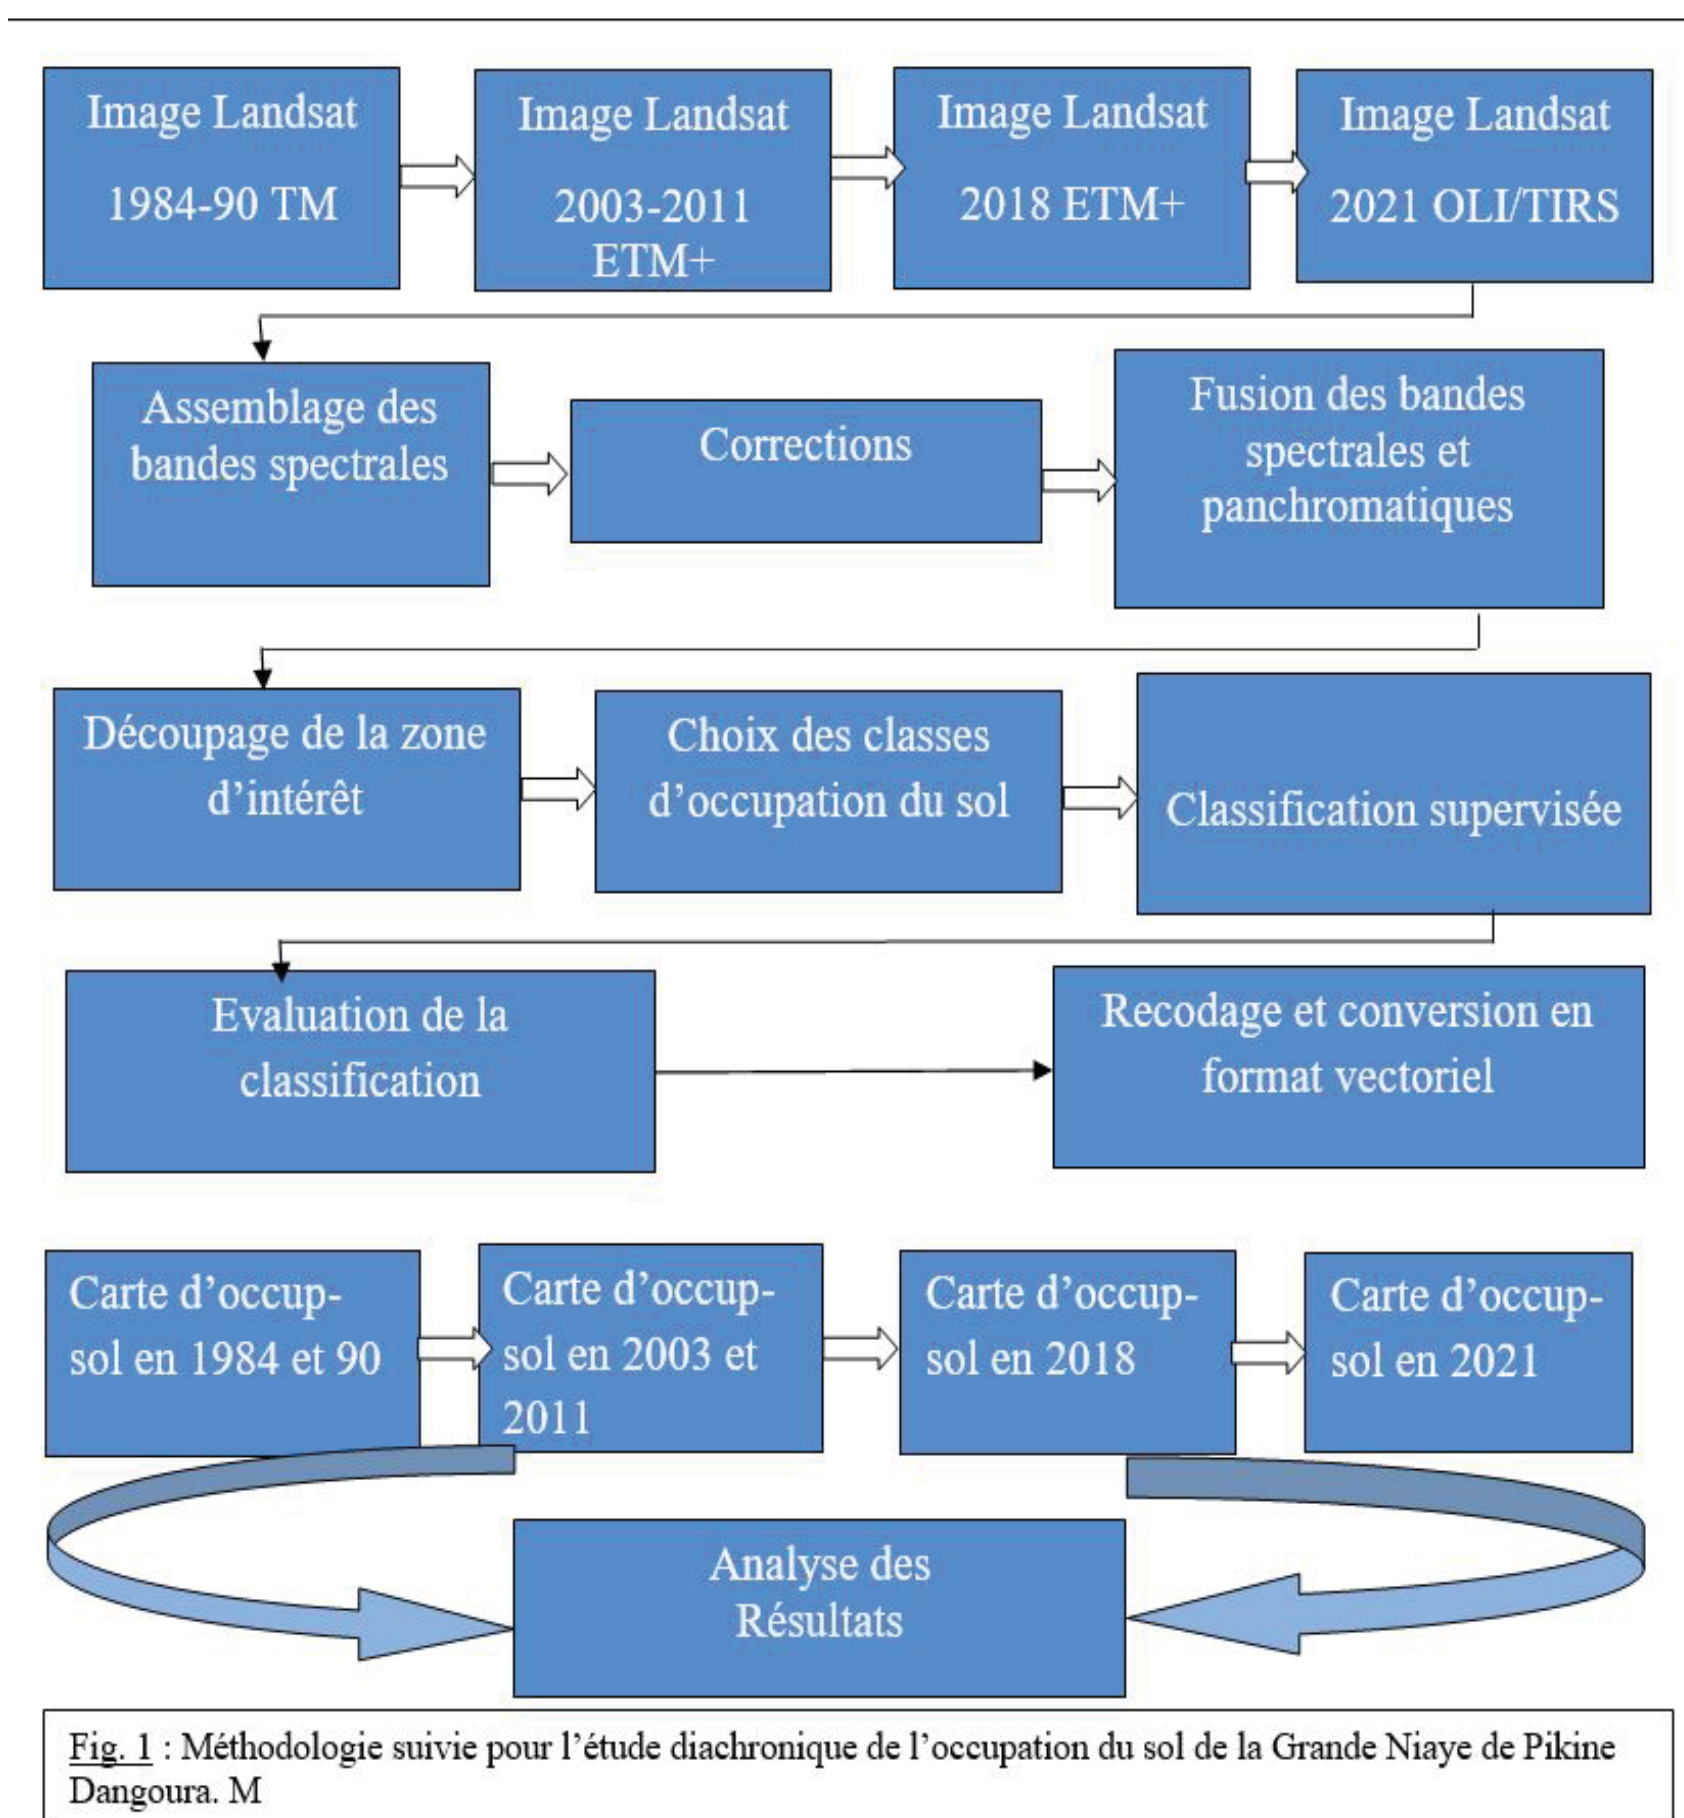 Image Landsat
1984-90 TM
Image Landsat
2003-2011
ETM+
Image Landsat
2018 ETM+
Image Landsat
2021 OLI/TIRS
Assemblage des
bandes spectrales
Corrections
Fusion des bandes
spectrales et
panchromatiques
Découpage de la zone
d’intérêt
Choix des classes
d’occupation du sol
Classification supervisée
Evaluation de la
classification
Recodage et conversion en
format vectoriel
Carte d’occup-
sol en 1984 et 90
Carte d’occup-
sol en 2003 et
2011
Carte d’occup-
sol en 2018
Carte d’occup-
sol en 2021
Analyse des
Résultats
Fig. 1 : Méthodologie suivie pour l’étude diachronique de l’occupation du sol de la Grande Niaye de Pikine
Dangoura. M